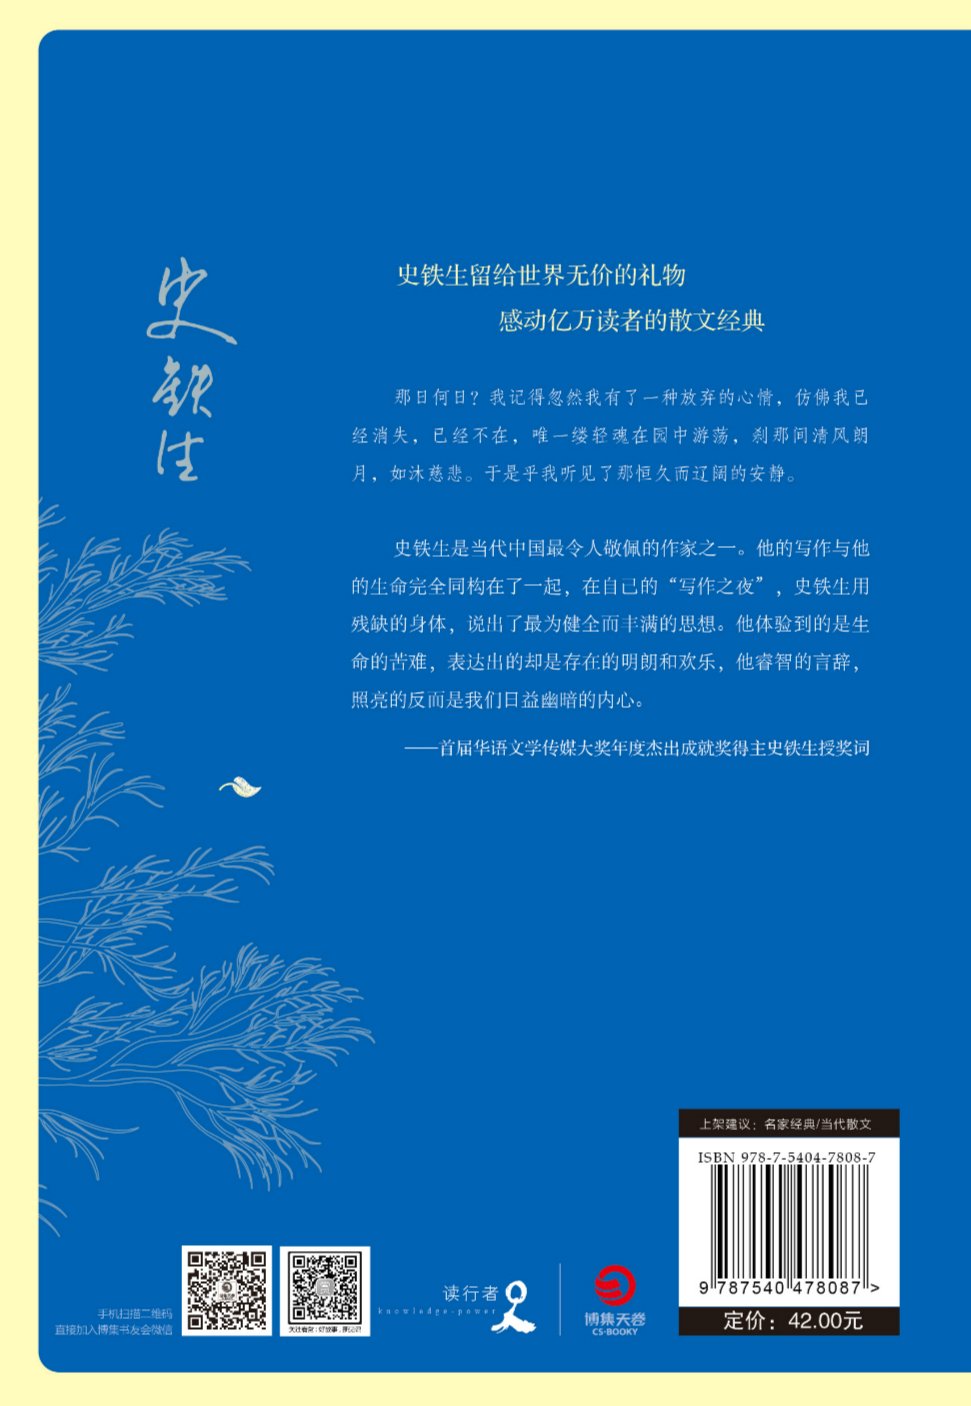 史铁生
史铁生留给世界无价的礼物
感动亿万读者的散文经典
那日何日？我记得忽然我有了一种放弃的心情，仿佛我已
经消失，已经不在，唯一缕轻魂在园中游荡，刹那间清风朗
月，如沐慈悲。于是乎我听见了那恒久而辽阔的安静。
史铁生是当代中国最令人敬佩的作家之一。他的写作与他
的生命完全同构在了一起，在自己的“写作之夜”，史铁生用
残缺的身体，说出了最为健全而丰满的思想。他体验到的是生
命的苦难，表达出的却是存在的明朗和欢乐，他睿智的言辞，
照亮的反而是我们日益幽暗的内心。
——首届华语文学传媒大奖年度杰出成就奖得主史铁生授奖词
上架建议：名家经典/当代散文
ISBN 978-7-5404-7808-7
9 787540 478087 >
定价：42.00元
手机扫描二维码
直接加入博集书友会微信
读行者
knowledge-power
博集天卷
CS-BOOKY